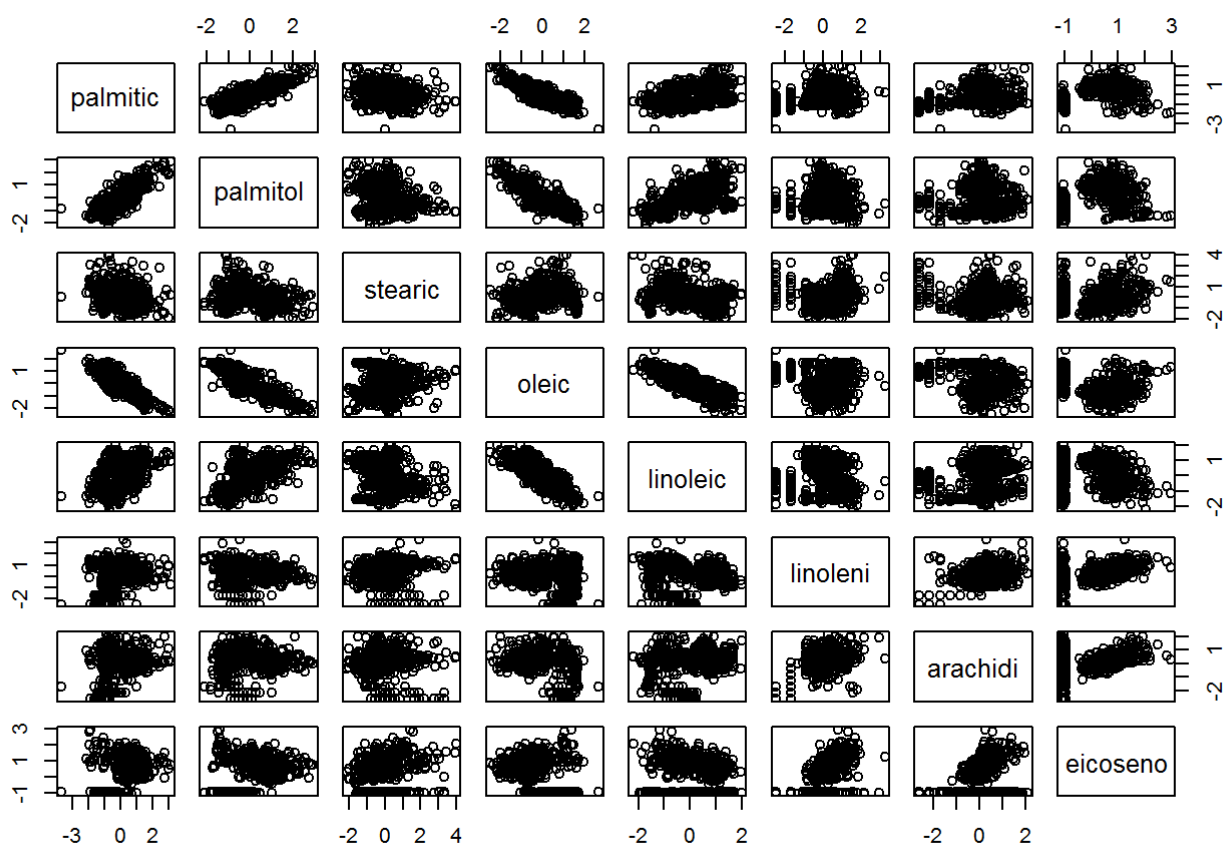 -2 0 2
-2 0 2
-2 0 2
-1 1 3
palmitic
-3 1
-2 1
palmitol
stearic
-2 1 4
-2 1
oleic
linoleic
-2 1
-2 1
linoleni
arachidi
-2 1
-1 1 3
eicoseno
-3 0 2
-2 0 2 4
-2 0 2
-2 0 2